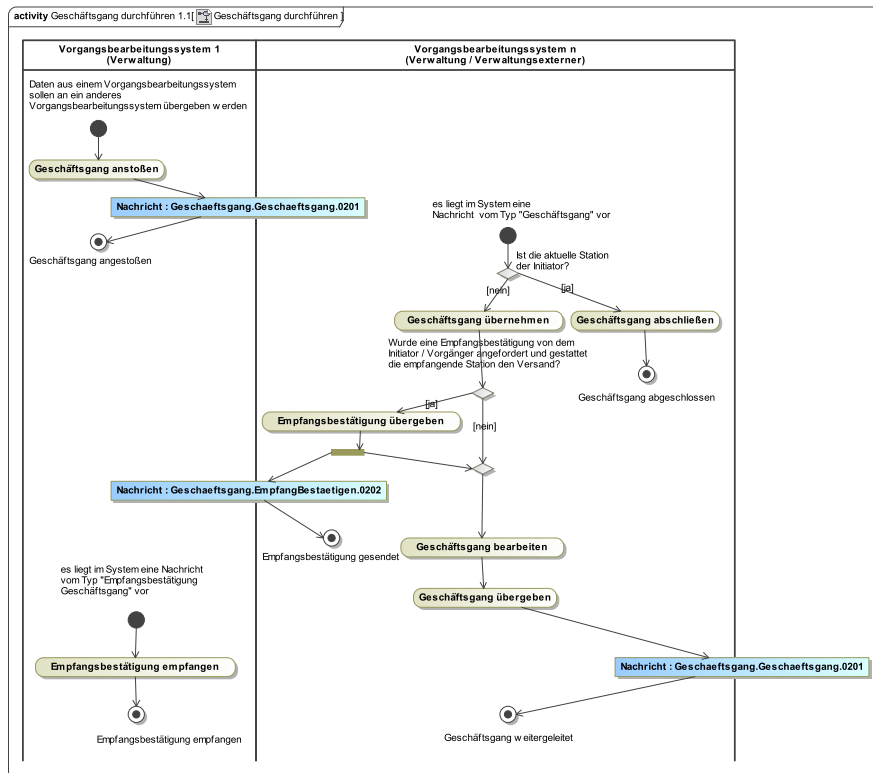 activity Geschäftsgang durchführen 1.1[ Geschäftsgang durchführen ]
Vorgangsbearbeitungssystem 1
(Verwaltung)
Vorgangsbearbeitungssystem n
(Verwaltung / Verwaltungsexterner)
Daten aus einem Vorgangsbearbeitungssystem
sollen an ein anderes
Vorgangsbearbeitungssystem übergeben werden
Geschäftsgang anstoßen
Nachricht : Geschaeftsgang.Geschaeftsgang.0201
Geschäftsgang angestoßen
es liegt im System eine
Nachricht vom Typ "Geschäftsgang" vor
Ist die aktuelle Station
der Initiator?
[nein]
[ja]
Geschäftsgang übernehmen
Geschäftsgang abschließen
Wurde eine Empfangsbestätigung von dem
Initiator / Vorgänger angefordert und gestattet
die empfangende Station den Versand?
Geschäftsgang abgeschlossen
[ja]
Empfangsbestätigung übergeben
[nein]
Nachricht : Geschaeftsgang.EmpfangBestaetigen.0202
Empfangsbestätigung gesendet
Geschäftsgang bearbeiten
es liegt im System eine Nachricht
vom Typ "Empfangsbestätigung
Geschäftsgang" vor
Geschäftsgang übergeben
Empfangsbestätigung empfangen
Nachricht : Geschaeftsgang.Geschaeftsgang.0201
Empfangsbestätigung empfangen
Geschäftsgang weitergeleitet